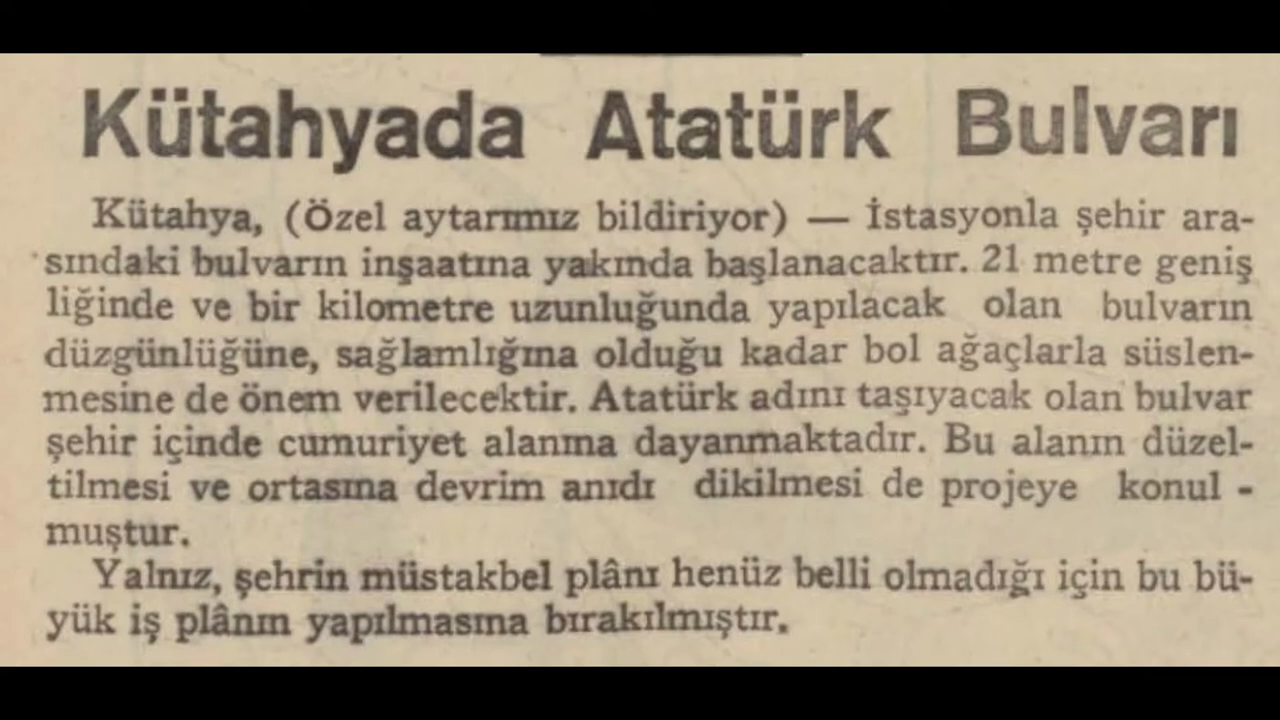 Kütahyada Atatürk Bulvarı
Kütahya, (Özel aytarımız bildiriyor) — İstasyonla şehir ara-
sındaki bulvarın inşaatına yakında başlanacaktır. 21 metre geniş
liğinde ve bir kilometre uzunluğunda yapılacak olan bulvarın
düzgünlüğüne, sağlamlığına olduğu kadar bol ağaçlarla süslen-
mesine de önem verilecektir. Atatürk adını taşıyacak olan bulvar
şehir içinde cumuriyet alanına dayanmaktadır. Bu alanın düzel-
tilmesi ve ortasına devrim anıdı dikilmesi de projeye konul -
muştur.
Yalnız, şehrin müstakbel plânı henüz belli olmadığı için bu bü-
yük iş plânın yapılmasına bırakılmıştır.